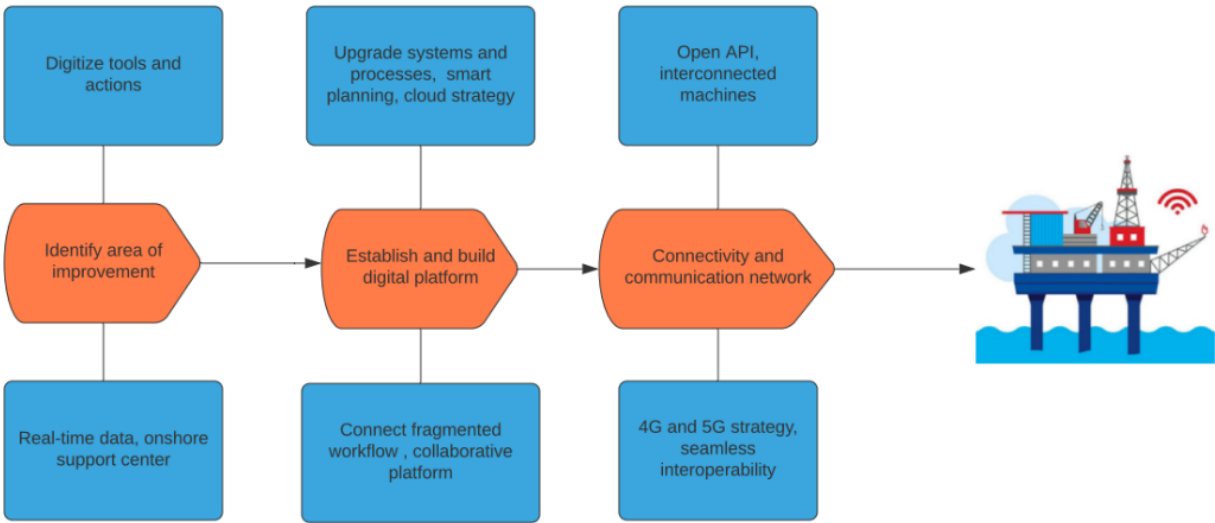 Digitize tools and
actions
Upgrade systems and
processes, smart
planning, cloud strategy
Open API,
interconnected
machines
Identify area of
improvement
Establish and build
digital platform
Connectivity and
communication network
Real-time data, onshore
support center
Connect fragmented
workflow , collaborative
platform
4G and 5G strategy,
seamless
interoperability